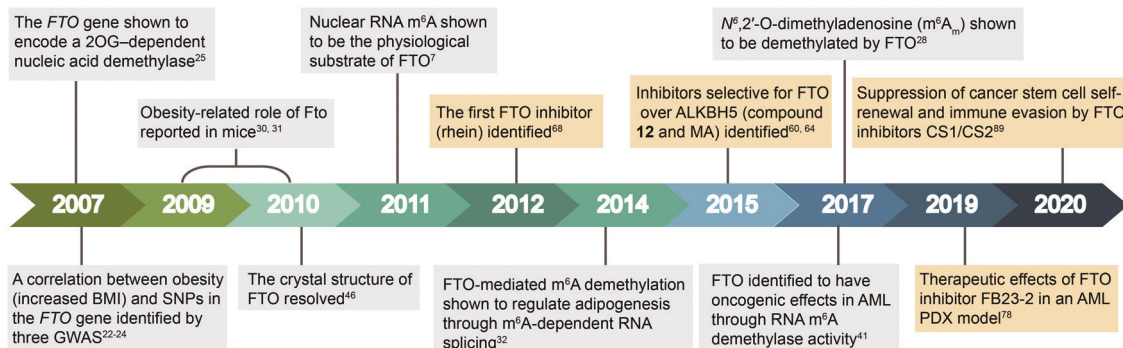 The FTO gene shown to
encode a 2OG–dependent
nucleic acid demethylase²⁵
Obesity-related role of Fto
reported in mice³⁰, ³¹
Nuclear RNA m⁶A shown
to be the physiological
substrate of FTO⁷
The first FTO inhibitor
(rhein) identified⁶⁸
Inhibitors selective for FTO
over ALKBH5 (compound
12 and MA) identified⁶⁰, ⁶⁴
N⁶,2′-O-dimethyladenosine (m⁶Aₘ) shown
to be demethylated by FTO²⁸
Suppression of cancer stem cell self-
renewal and immune evasion by FTO
inhibitors CS1/CS2⁸⁹
2007 2009 2010 2011 2012 2014 2015 2017 2019 2020
A correlation between obesity
(increased BMI) and SNPs in
the FTO gene identified by
three GWAS²²⁻²⁴
The crystal structure of
FTO resolved⁴⁶
FTO-mediated m⁶A demethylation
shown to regulate adipogenesis
through m⁶A-dependent RNA
splicing³²
FTO identified to have
oncogenic effects in AML
through RNA m⁶A
demethylase activity⁴¹
Therapeutic effects of FTO
inhibitor FB23-2 in an AML
PDX model⁷⁸